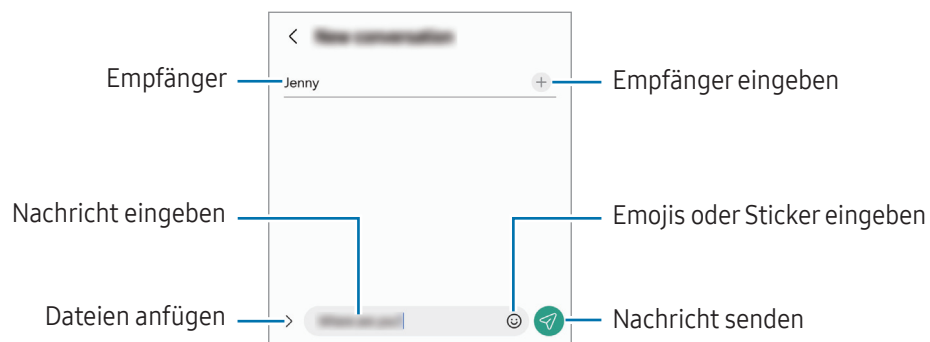 Empfänger
Jenny
Empfänger eingeben
Nachricht eingeben
Emojis oder Sticker eingeben
Dateien anfügen
Nachricht senden